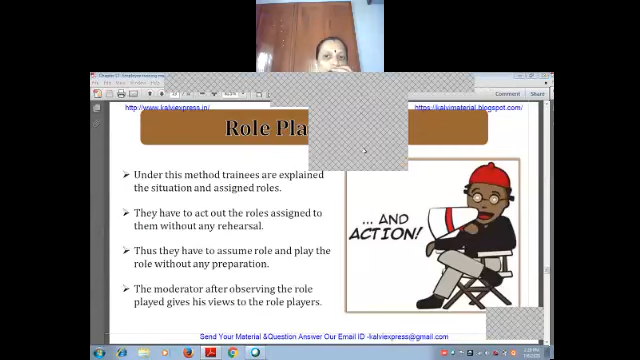 Comment Share
http://www.kalviexpress.in/ https://kalvimaterial.blogspot.com/
Role Pla
➤ Under this method trainees are explained
the situation and assigned roles.
➤ They have to act out the roles assigned to
them without any rehearsal.
➤ Thus they have to assume role and play the
role without any preparation.
➤ The moderator after observing the role
played gives his views to the role players.
... AND
ACTION!
Send Your Material &Question Answer Our Email ID -kalviexpress@gmail.com